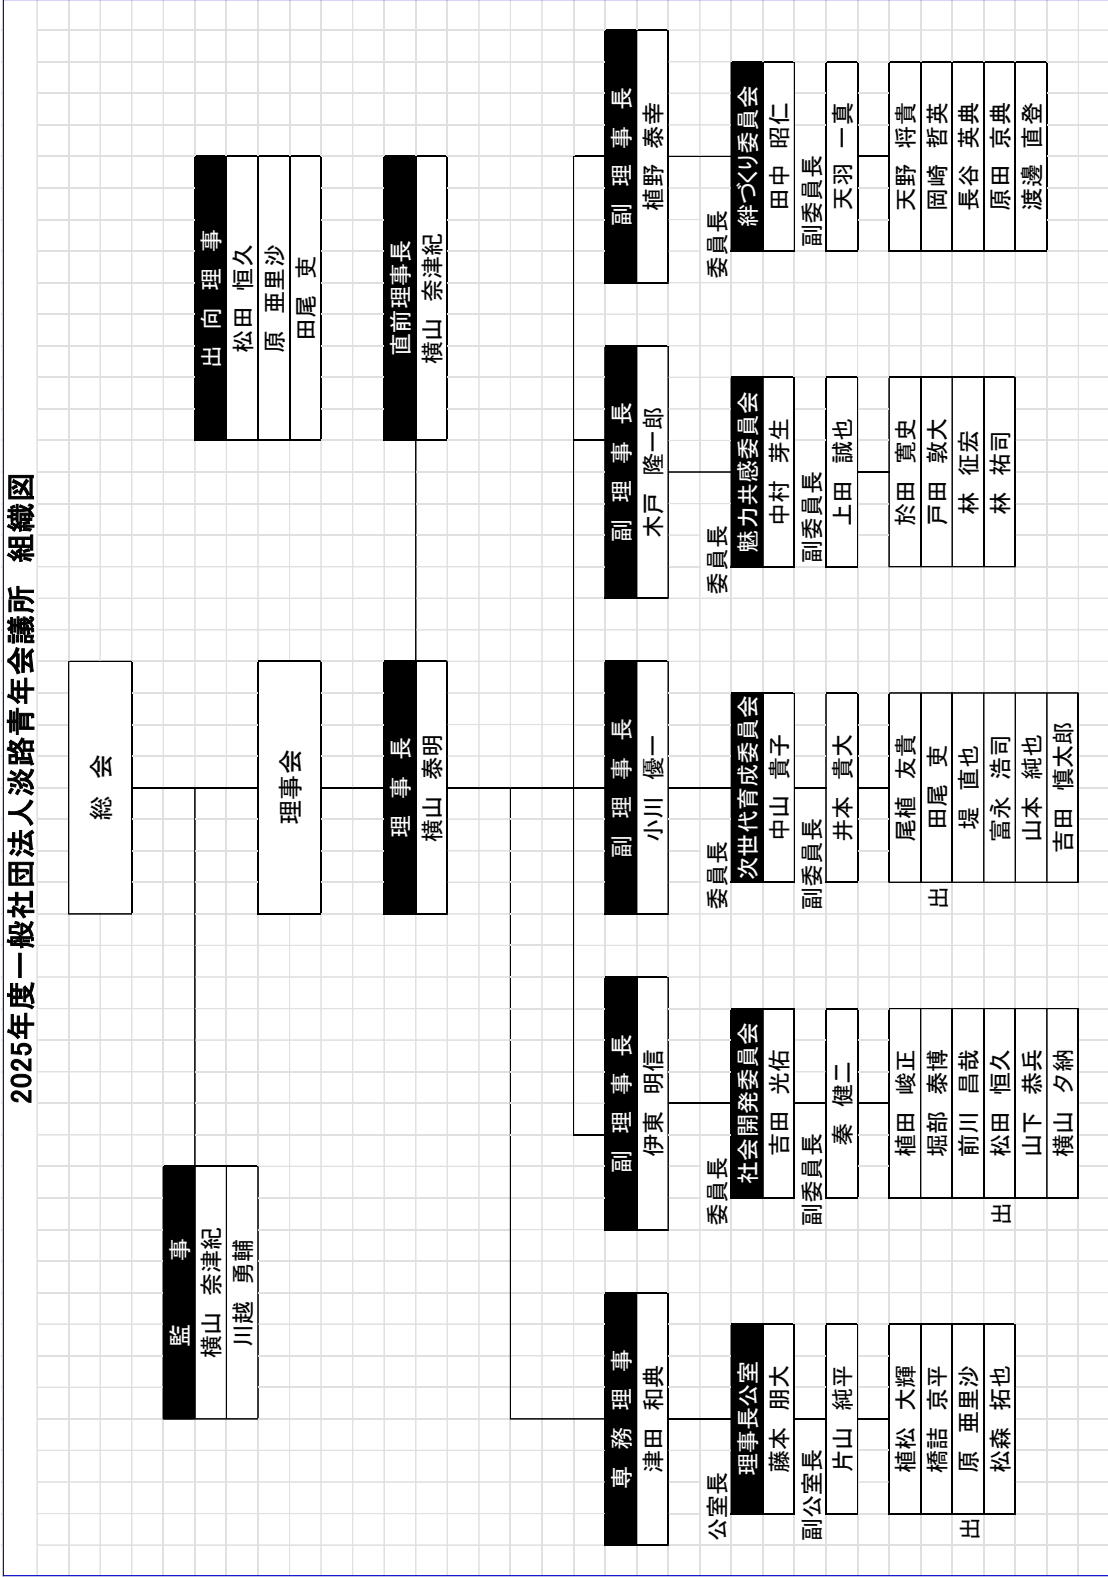 2025年度一般社団法人淡路青年会議所　組織図
総　会
監　　事
横山　奈津紀
川越　勇輔
出　向　理　事
松田　恒久
原　亜里沙
田尾　吏
理事会
理　事　長
横山　泰明
直前理事長
横山　奈津紀
専　務　理　事
津田　和典
公室長
理事長公室
藤本　朋大
副公室長
片山　純平
植松　大輝
橋詰　京平
出　原　亜里沙
松森　拓也
副　理　事　長
伊東　明信
委員長
社会開発委員会
吉田　光佑
副委員長
秦　健二
植田　峻正
堀部　泰博
前川　昌哉
出　松田　恒久
山下　恭兵
横山　夕納
副　理　事　長
小川　優一
委員長
次世代育成委員会
中山　貴子
副委員長
井本　貴大
尾植　友貴
出　田尾　吏
堤　直也
富永　浩司
山本　純也
吉田　慎太郎
副　理　事　長
木戸　隆一郎
委員長
魅力共感委員会
中村　芽生
副委員長
上田　誠也
於田　寛史
戸田　敦大
林　征宏
林　祐司
副　理　事　長
植野　泰幸
委員長
絆づくり委員会
田中　昭仁
副委員長
天羽　一真
天野　将貴
岡崎　哲英
長谷　英典
原田　京典
渡邊　直登